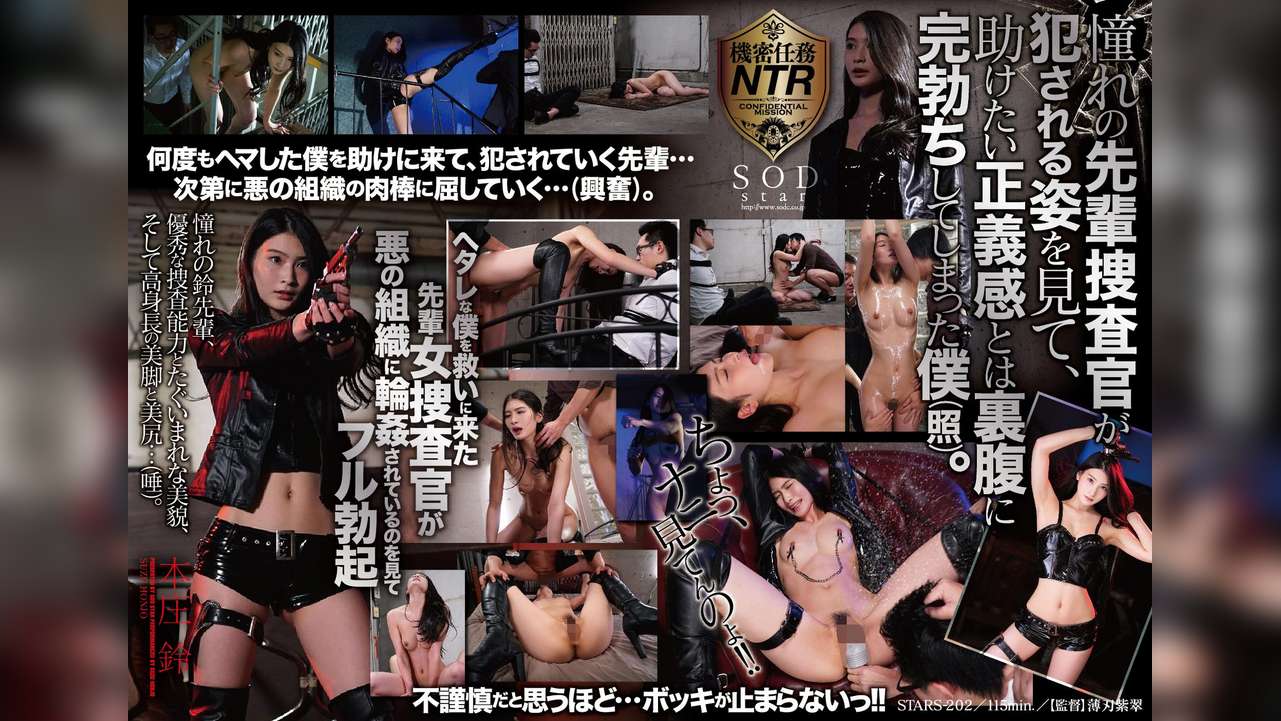 機密任務
NTR
CONFIDENTIAL
MISSION
SOD
star
http://www.sodc.co.jp
憧れの先輩捜査官が
犯される姿を見て、
助けたい正義感とは裏腹に
完勃ちしてしまった僕(照)。
何度もヘマした僕を助けに来て、犯されていく先輩…
次第に悪の組織の肉棒に屈していく…(興奮)。
憧れの鈴先輩、
優秀な捜査能力とたぐいまれな美貌、
そして高身長の美脚と美尻…(唾)。
ヘタレな僕を救いに来た
先輩女捜査官が
悪の組織に輪姦されているのを見て
フル勃起
ちょっ、
ナニ
見てんのよ!!
本庄鈴
SUZU HONJO
不謹慎だと思うほど…ボッキが止まらないっ!!
STARS-202/115min./【監督】薄刃紫翠